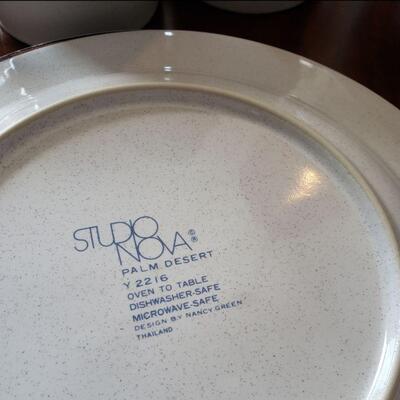 STUDIO
NOVA©®
PALM DESERT
Y 2216
OVEN TO TABLE
DISHWASHER-SAFE
MICROWAVE-SAFE
DESIGN BY NANCY GREEN
THAILAND